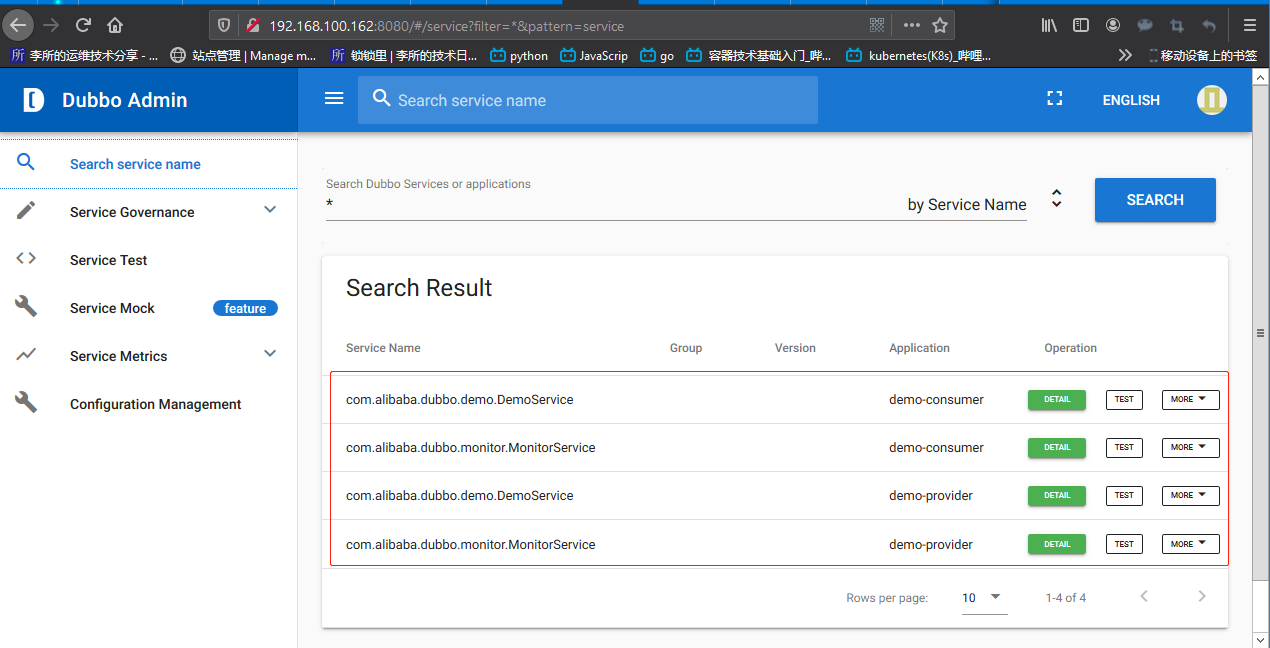 192.168.100.162:8080/#/service?filter=*&pattern=service
所 李所的运维技术分享 - ... 站点管理 | Manage m... 所 锁锁里 | 李所的技术日... python JavaScrip go 容器技术基础入门_哔... kubernetes(K8s)_哔哩... 移动设备上的书签
Dubbo Admin Search service name ENGLISH
Search service name
Service Governance
Service Test
Service Mock feature
Service Metrics
Configuration Management
Search Dubbo Services or applications
* by Service Name SEARCH
Search Result
Service Name Group Version Application Operation
com.alibaba.dubbo.demo.DemoService demo-consumer DETAIL TEST MORE
com.alibaba.dubbo.monitor.MonitorService demo-consumer DETAIL TEST MORE
com.alibaba.dubbo.demo.DemoService demo-provider DETAIL TEST MORE
com.alibaba.dubbo.monitor.MonitorService demo-provider DETAIL TEST MORE
Rows per page: 10 1-4 of 4